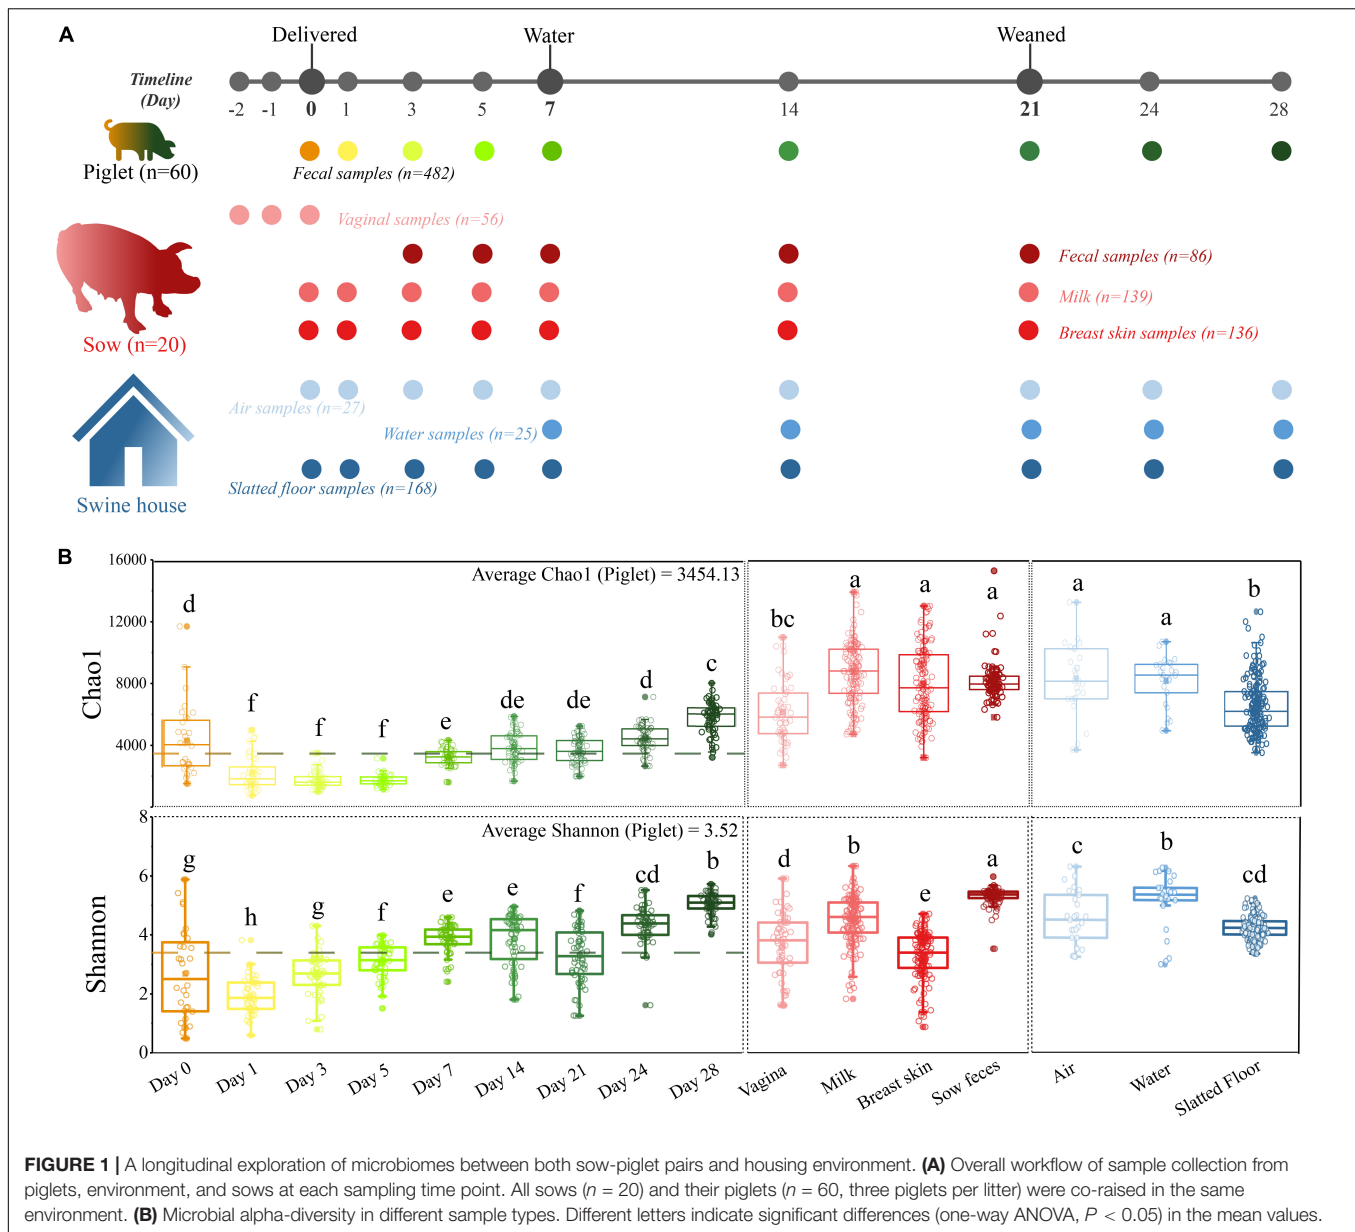 A
Delivered
Water
Weaned
Timeline
(Day)
-2 -1 0 1 3 5 7 14 21 24 28
Piglet (n=60)
Fecal samples (n=482)
Vaginal samples (n=56)
Fecal samples (n=86)
Milk (n=139)
Breast skin samples (n=136)
Sow (n=20)
Air samples (n=27)
Water samples (n=25)
Slatted floor samples (n=168)
Swine house
B
Chao1
16000
12000
8000
4000
Average Chao1 (Piglet) = 3454.13
d f f f e de de d c bc a a a a a b
Shannon
8
6
4
2
0
Average Shannon (Piglet) = 3.52
g h g f e e f cd b d b e a c b cd
Day 0 Day 1 Day 3 Day 5 Day 7 Day 14 Day 21 Day 24 Day 28 Vagina Milk Breast skin Sow feces Air Water Slatted Floor
FIGURE 1 | A longitudinal exploration of microbiomes between both sow-piglet pairs and housing environment. (A) Overall workflow of sample collection from
piglets, environment, and sows at each sampling time point. All sows (n = 20) and their piglets (n = 60, three piglets per litter) were co-raised in the same
environment. (B) Microbial alpha-diversity in different sample types. Different letters indicate significant differences (one-way ANOVA, P < 0.05) in the mean values.